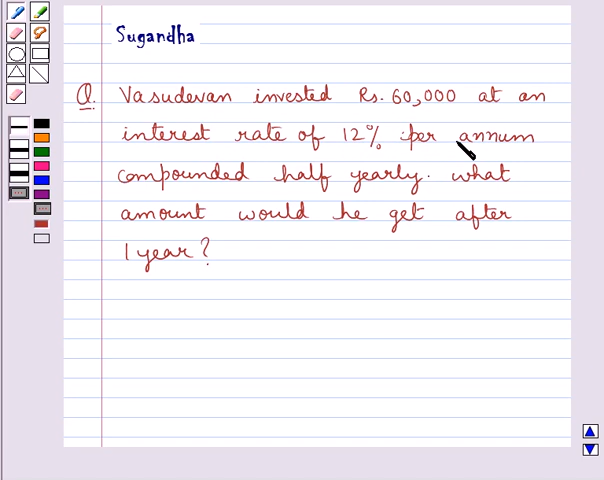 Sugandha
Q. Vasudevan invested Rs. 60,000 at an
interest rate of 12% per annum
compounded half yearly. what
amount would he get after
1 year?